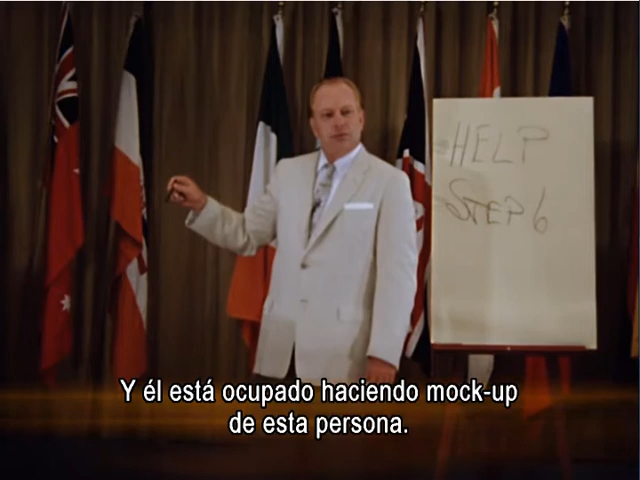 HELP
STEP 6
Y él está ocupado haciendo mock-up
de esta persona.